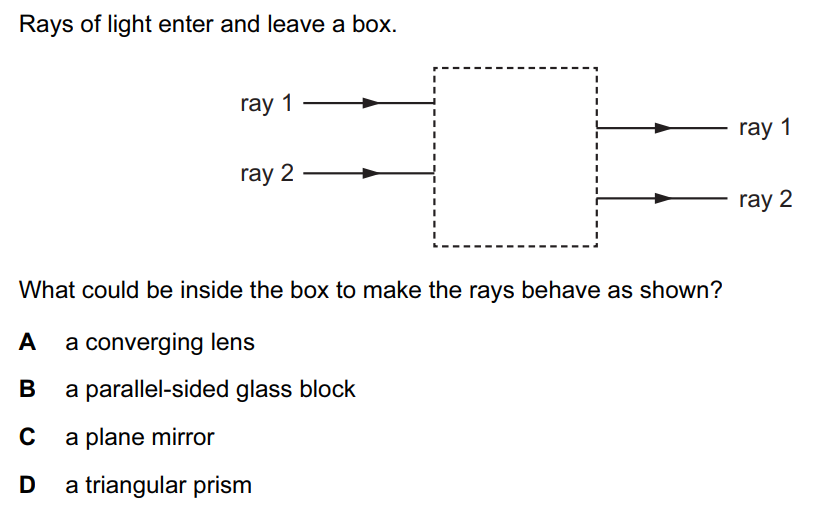 Rays of light enter and leave a box.
ray 1
ray 1
ray 2
ray 2
What could be inside the box to make the rays behave as shown?
A a converging lens
B a parallel-sided glass block
C a plane mirror
D a triangular prism